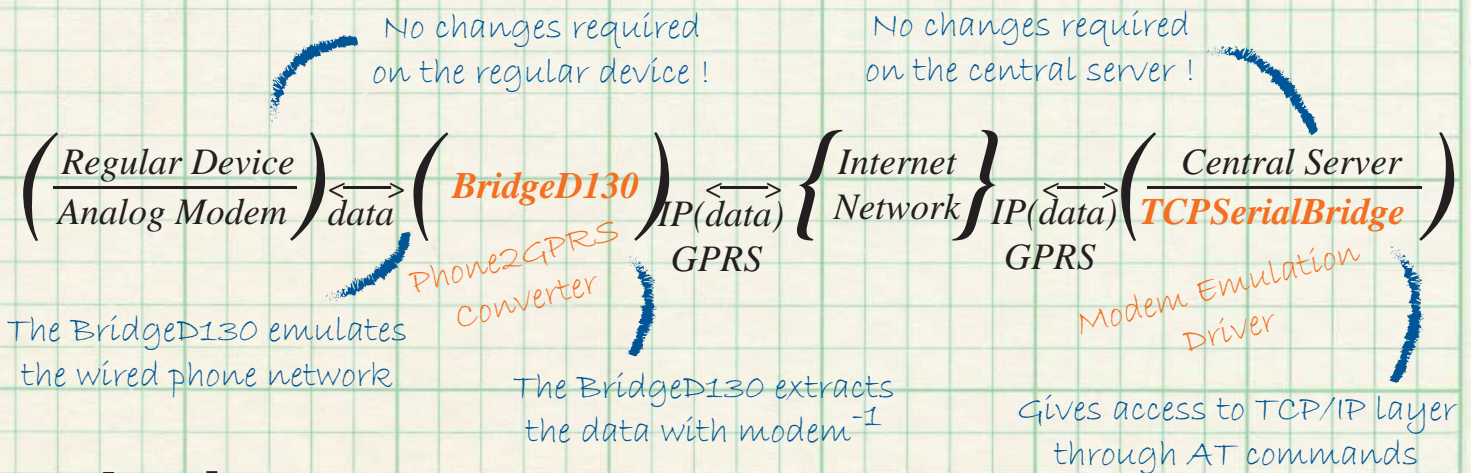 No changes required
on the regular device !
No changes required
on the central server !
( Regular Device / Analog Modem ) <—> data ( BridgeD130 ) <—> IP(data) GPRS { Internet Network } <—> IP(data) GPRS ( Central Server / TCPSerialBridge )
Phone2GPRS
Converter
Modem Emulation
Driver
The BridgeD130 emulates
the wired phone network
The BridgeD130 extracts
the data with modem⁻¹
Gives access to TCP/IP layer
through AT commands